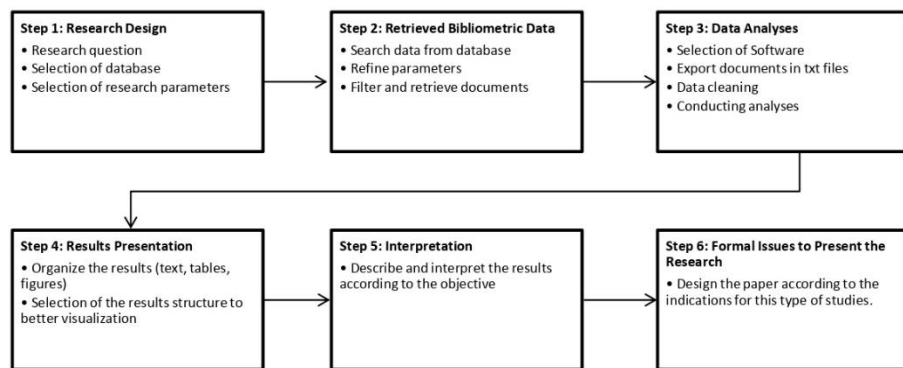 Step 1: Research Design
• Research question
• Selection of database
• Selection of research parameters
Step 2: Retrieved Bibliometric Data
• Search data from database
• Refine parameters
• Filter and retrieve documents
Step 3: Data Analyses
• Selection of Software
• Export documents in txt files
• Data cleaning
• Conducting analyses
Step 4: Results Presentation
• Organize the results (text, tables,
figures)
• Selection of the results structure to
better visualization
Step 5: Interpretation
• Describe and interpret the results
according to the objective
Step 6: Formal Issues to Present the
Research
• Design the paper according to the
indications for this type of studies.